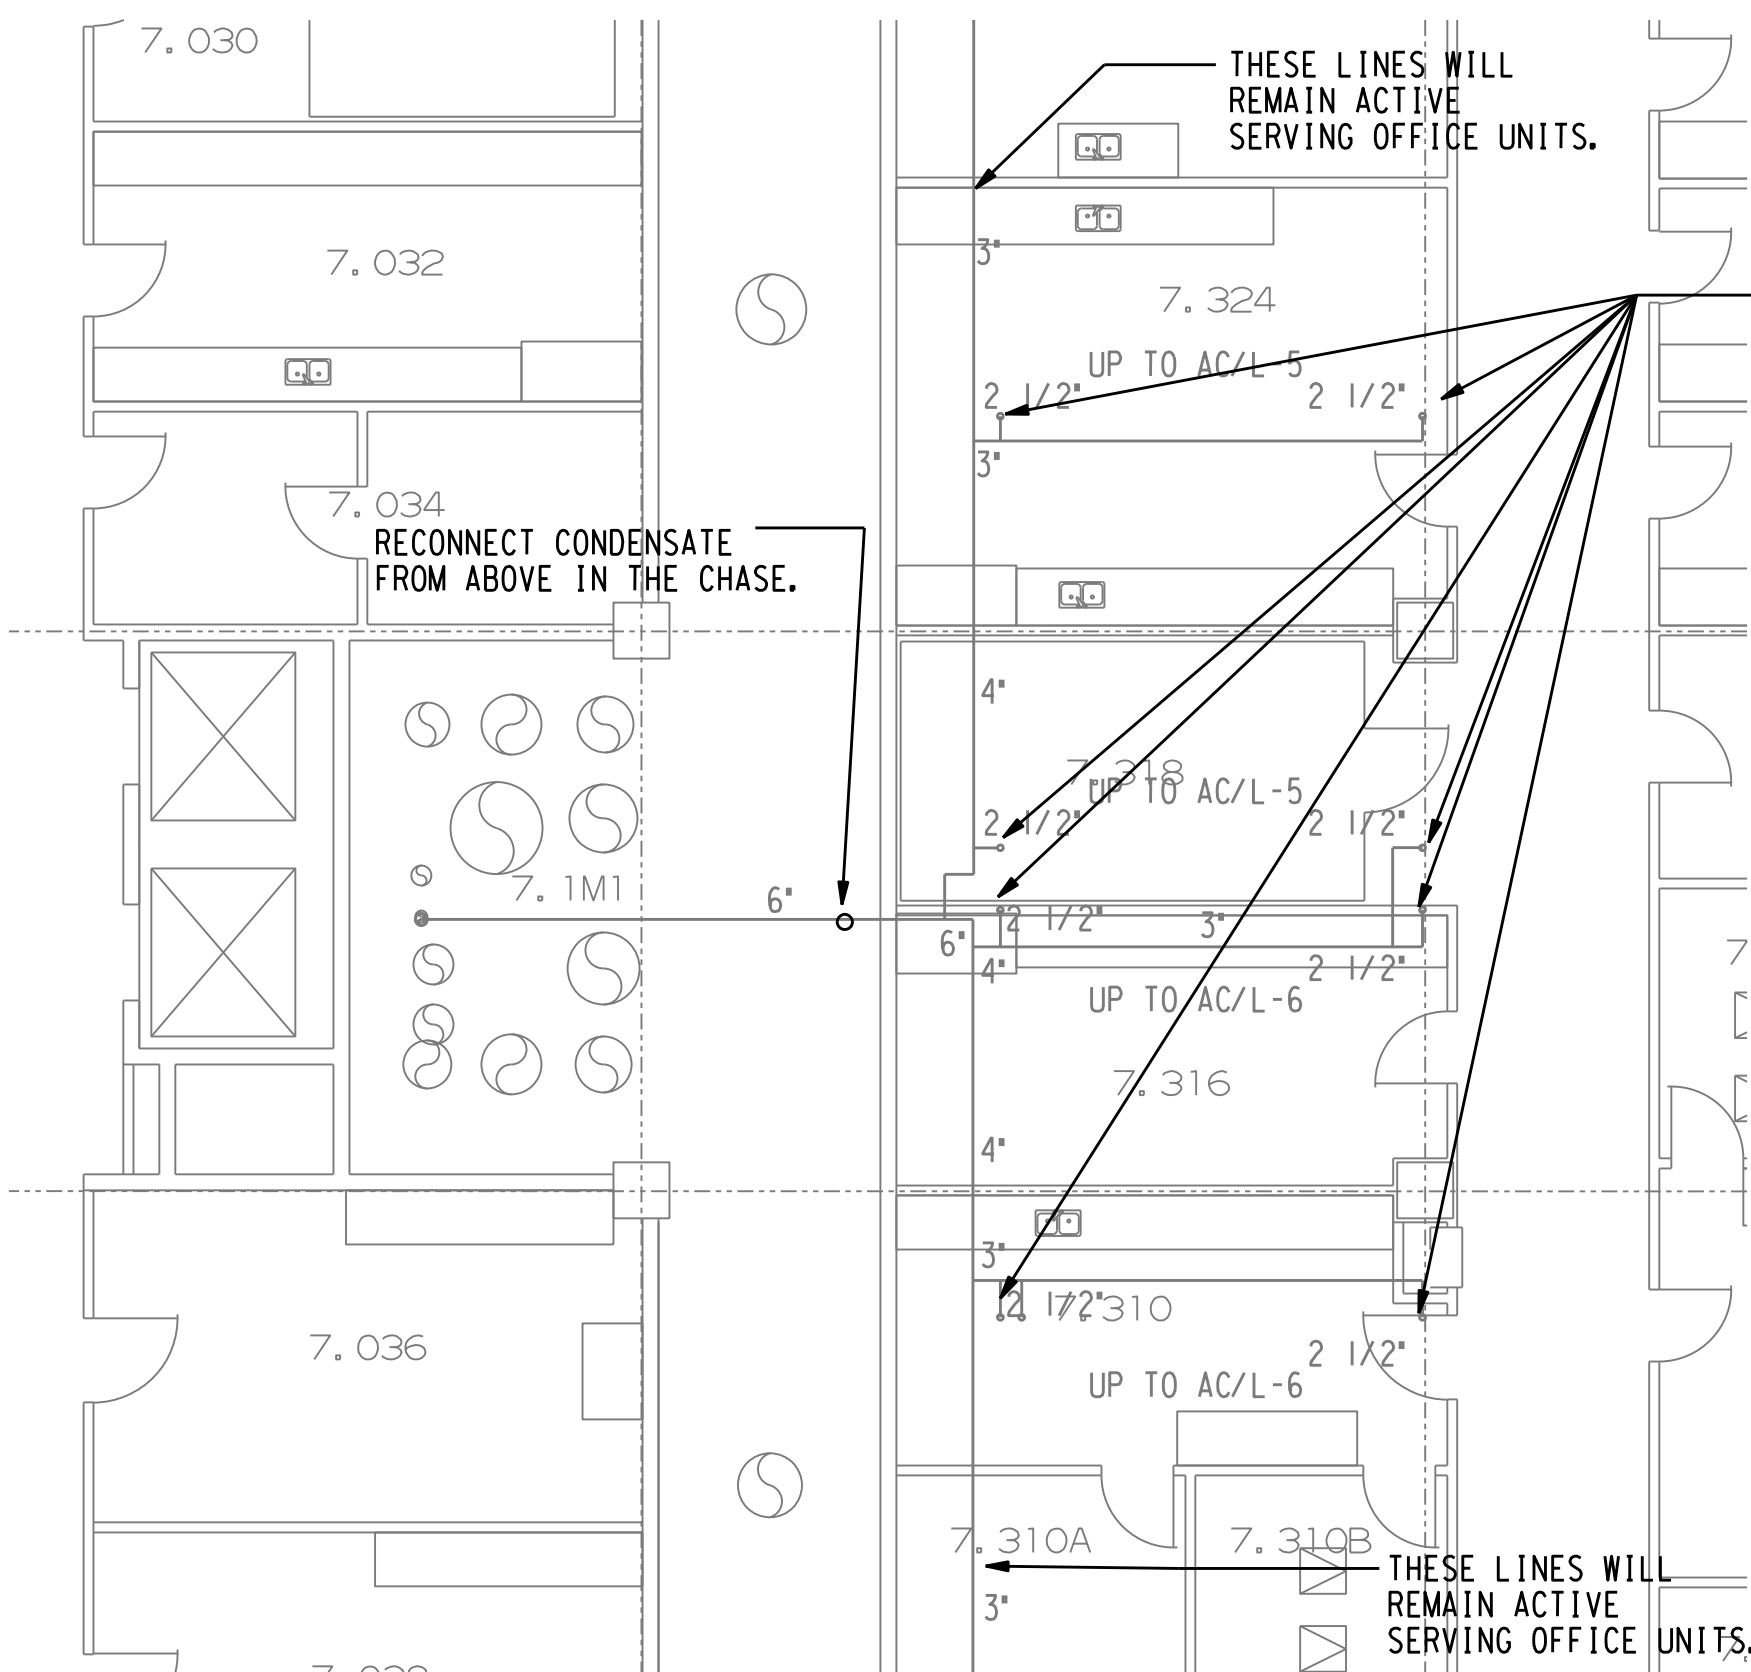 7.030
THESE LINES WILL
REMAIN ACTIVE
SERVING OFFICE UNITS.
7.032
3"
7.324
UP TO AC/L-5
2 1/2"
2 1/2"
3"
7.034
RECONNECT CONDENSATE
FROM ABOVE IN THE CHASE.
4"
7.318
UP TO AC/L-5
2 1/2"
2 1/2"
7.1M1
6"
2 1/2"
3"
6"
4"
2 1/2"
UP TO AC/L-6
7.316
4"
3"
2 1/2"
7.310
7.036
2 1/2"
UP TO AC/L-6
7.310A
7.310B
THESE LINES WILL
REMAIN ACTIVE
SERVING OFFICE UNITS.
3"